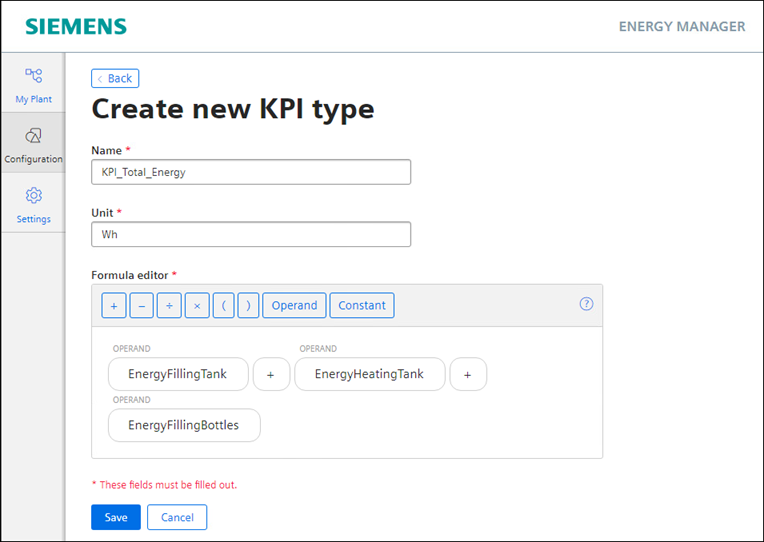 SIEMENS
ENERGY MANAGER
My Plant
Configuration
Settings
< Back
Create new KPI type
Name *
KPI_Total_Energy
Unit *
Wh
Formula editor *
+ − ÷ × ( ) Operand Constant ?
OPERAND OPERAND
EnergyFillingTank + EnergyHeatingTank +
OPERAND
EnergyFillingBottles
* These fields must be filled out.
Save Cancel